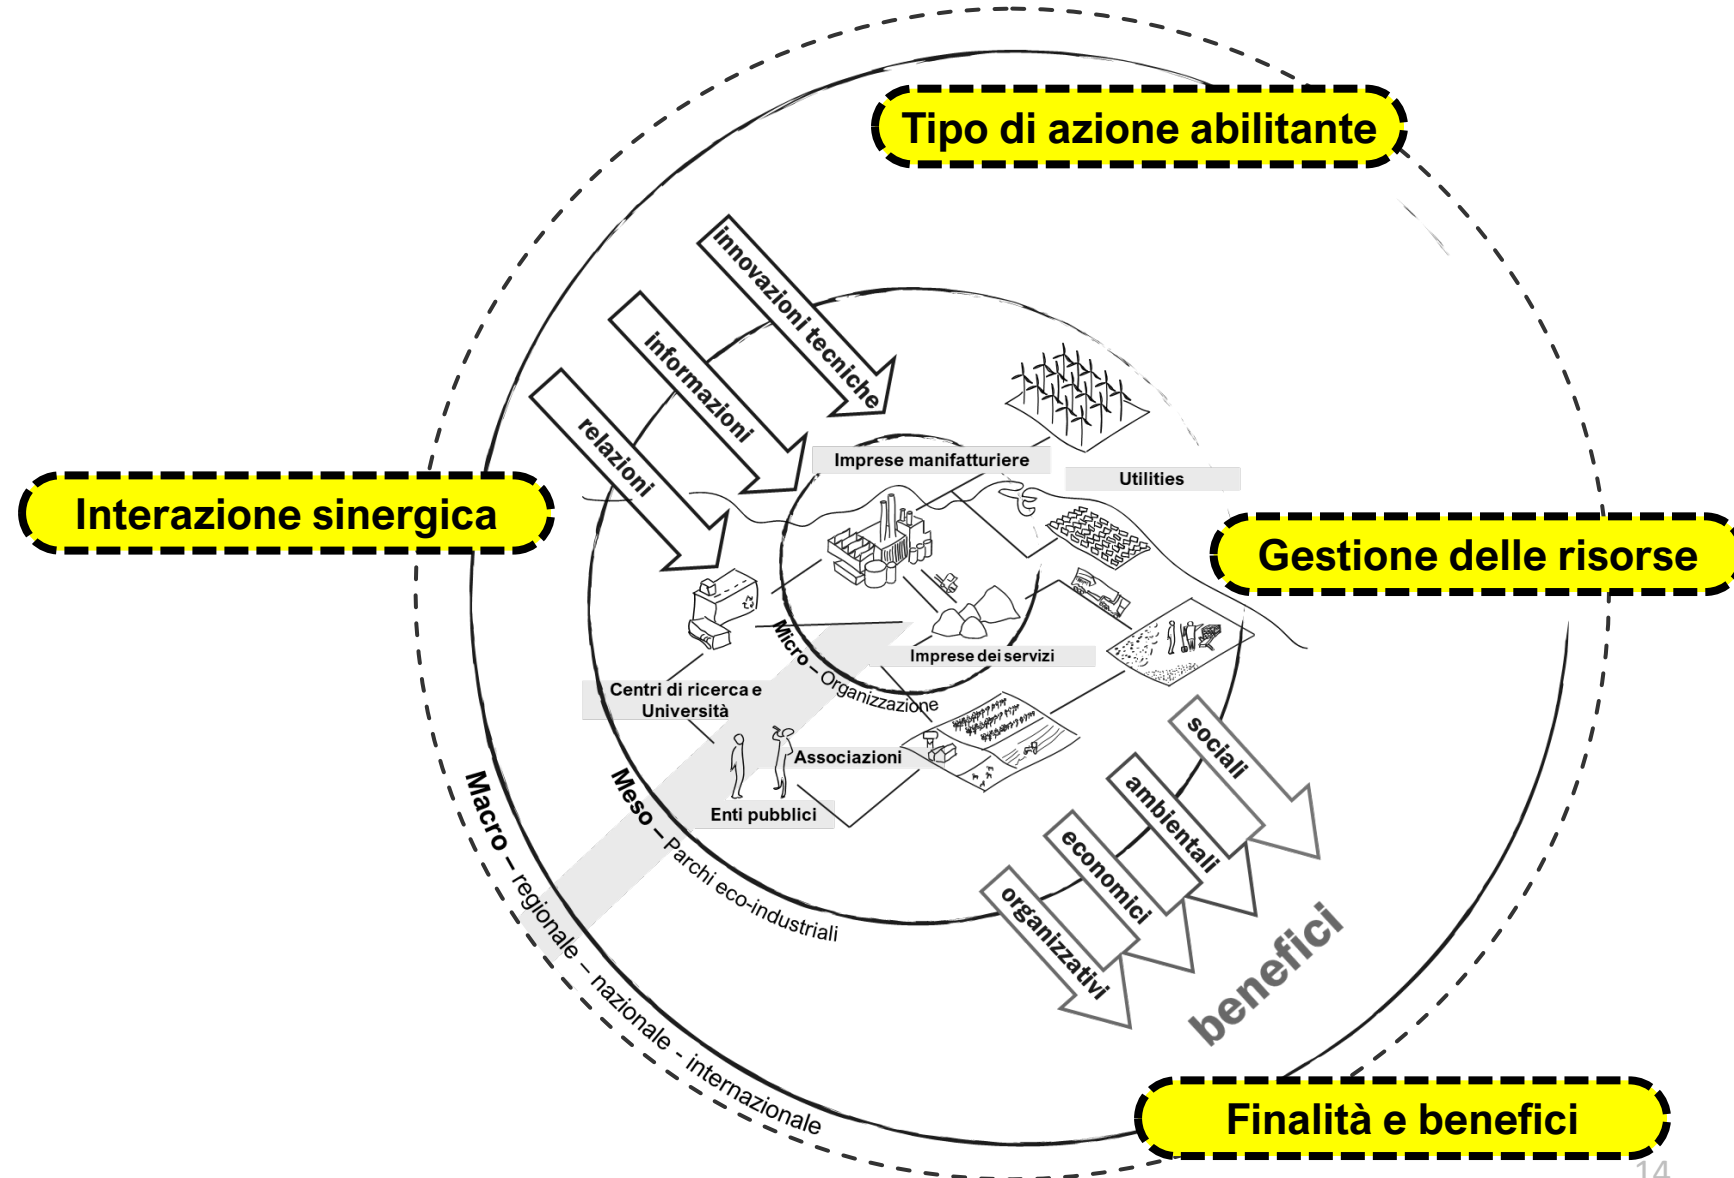 Tipo di azione abilitante
innovazioni tecniche
informazioni
relazioni
Imprese manifatturiere
Utilities
Interazione sinergica
Gestione delle risorse
Micro – Organizzazione
Imprese dei servizi
Centri di ricerca e
Università
Associazioni
Enti pubblici
Meso – Parchi eco-industriali
Macro – regionale – nazionale - internazionale
sociali
ambientali
economici
organizzativi
benefici
Finalità e benefici
14